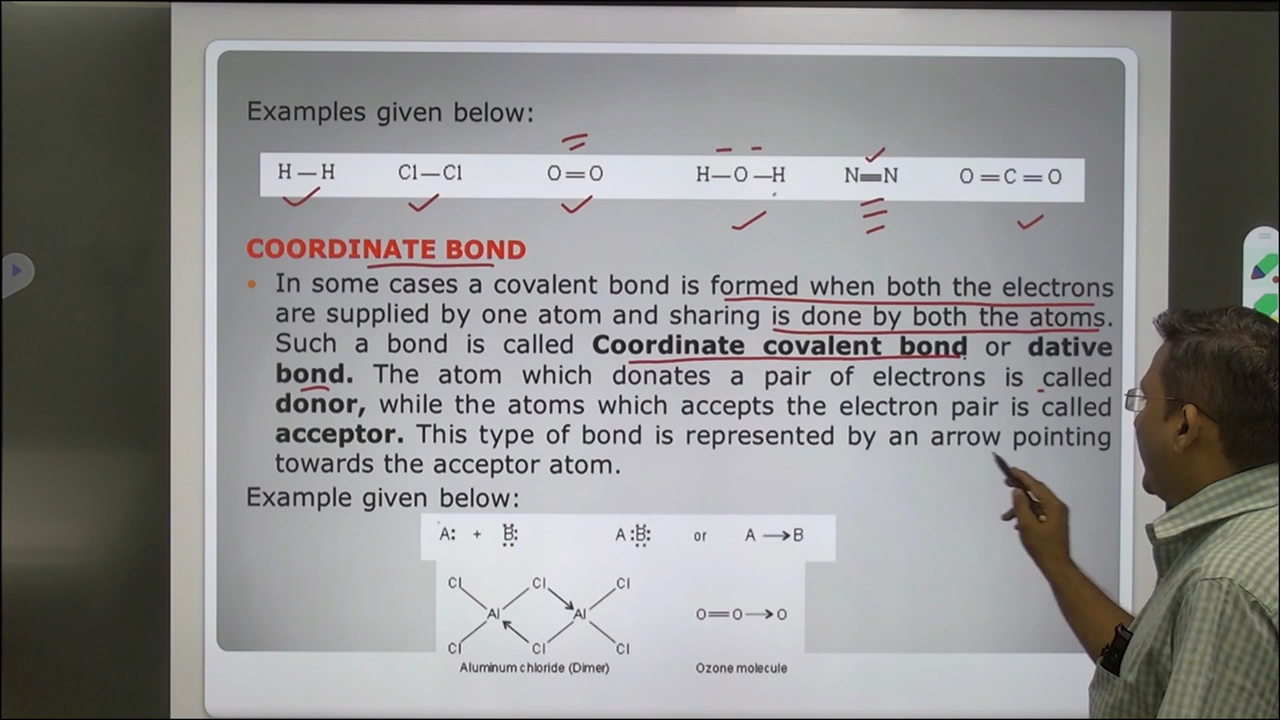 Examples given below:
H—H Cl—Cl O=O H—O—H N≡N O=C=O
COORDINATE BOND
• In some cases a covalent bond is formed when both the electrons
are supplied by one atom and sharing is done by both the atoms.
Such a bond is called Coordinate covalent bond or dative
bond. The atom which donates a pair of electrons is called
donor, while the atoms which accepts the electron pair is called
acceptor. This type of bond is represented by an arrow pointing
towards the acceptor atom.
Example given below:
A: + B: A:B: or A→B
Cl Cl Cl
Al Al O=O→O
Cl Cl Cl
Aluminum chloride (Dimer) Ozone molecule